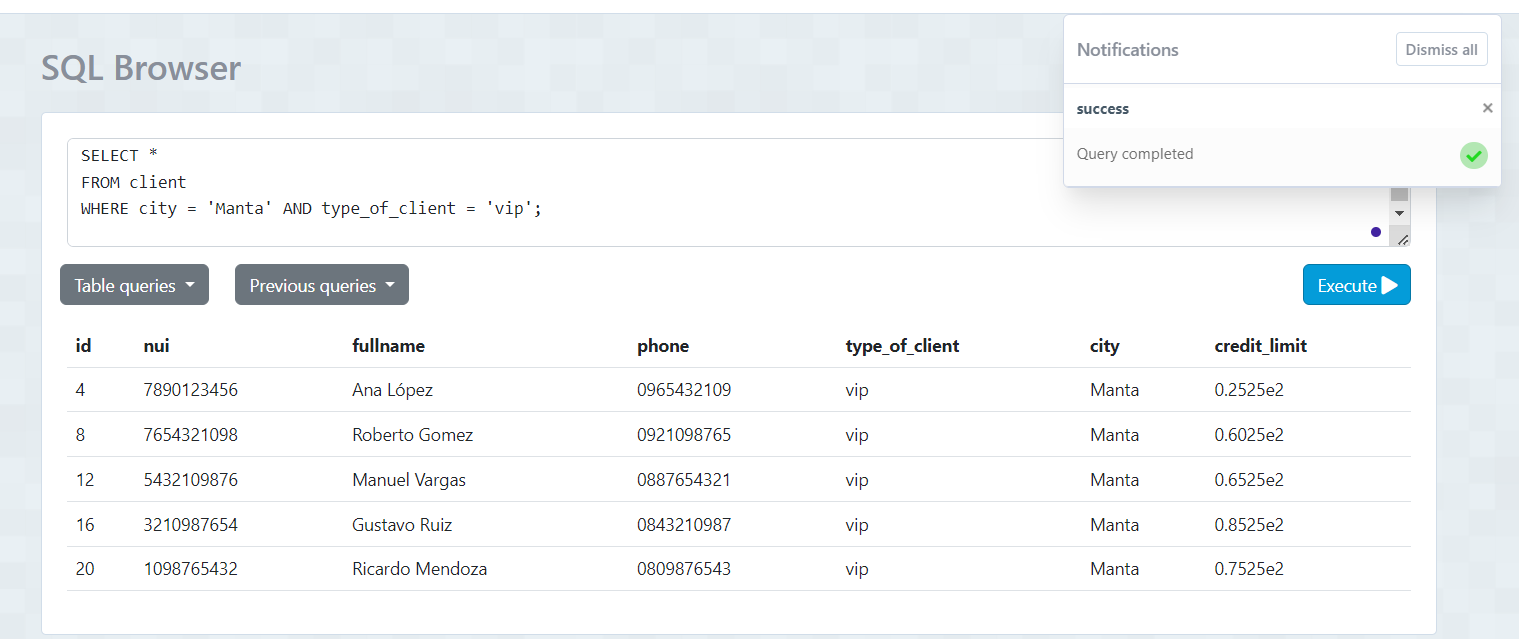 SQL Browser
Notifications
Dismiss all
success
×
Query completed
SELECT *
FROM client
WHERE city = 'Manta' AND type_of_client = 'vip';
Table queries
Previous queries
Execute
id nui fullname phone type_of_client city credit_limit
4 7890123456 Ana López 0965432109 vip Manta 0.2525e2
8 7654321098 Roberto Gomez 0921098765 vip Manta 0.6025e2
12 5432109876 Manuel Vargas 0887654321 vip Manta 0.6525e2
16 3210987654 Gustavo Ruiz 0843210987 vip Manta 0.8525e2
20 1098765432 Ricardo Mendoza 0809876543 vip Manta 0.7525e2